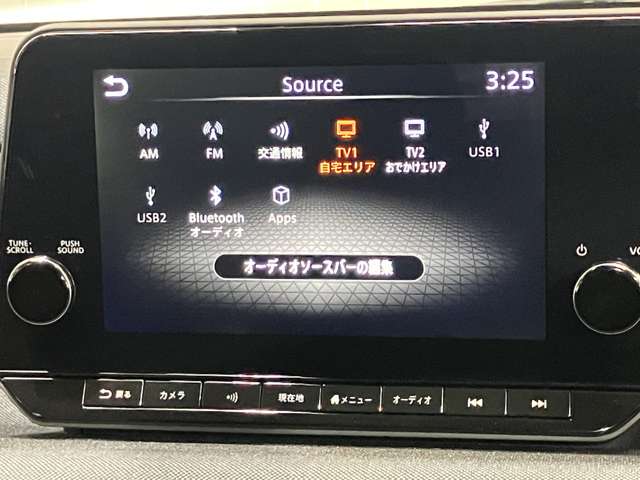 Source
3:25
AM
FM
交通情報
TV1
自宅エリア
TV2
おでかけエリア
USB1
USB2
Bluetooth
オーディオ
Apps
オーディオソースバーの編集
TUNE・
SCROLL
PUSH
SOUND
VO
戻る
カメラ
現在地
メニュー
オーディオ